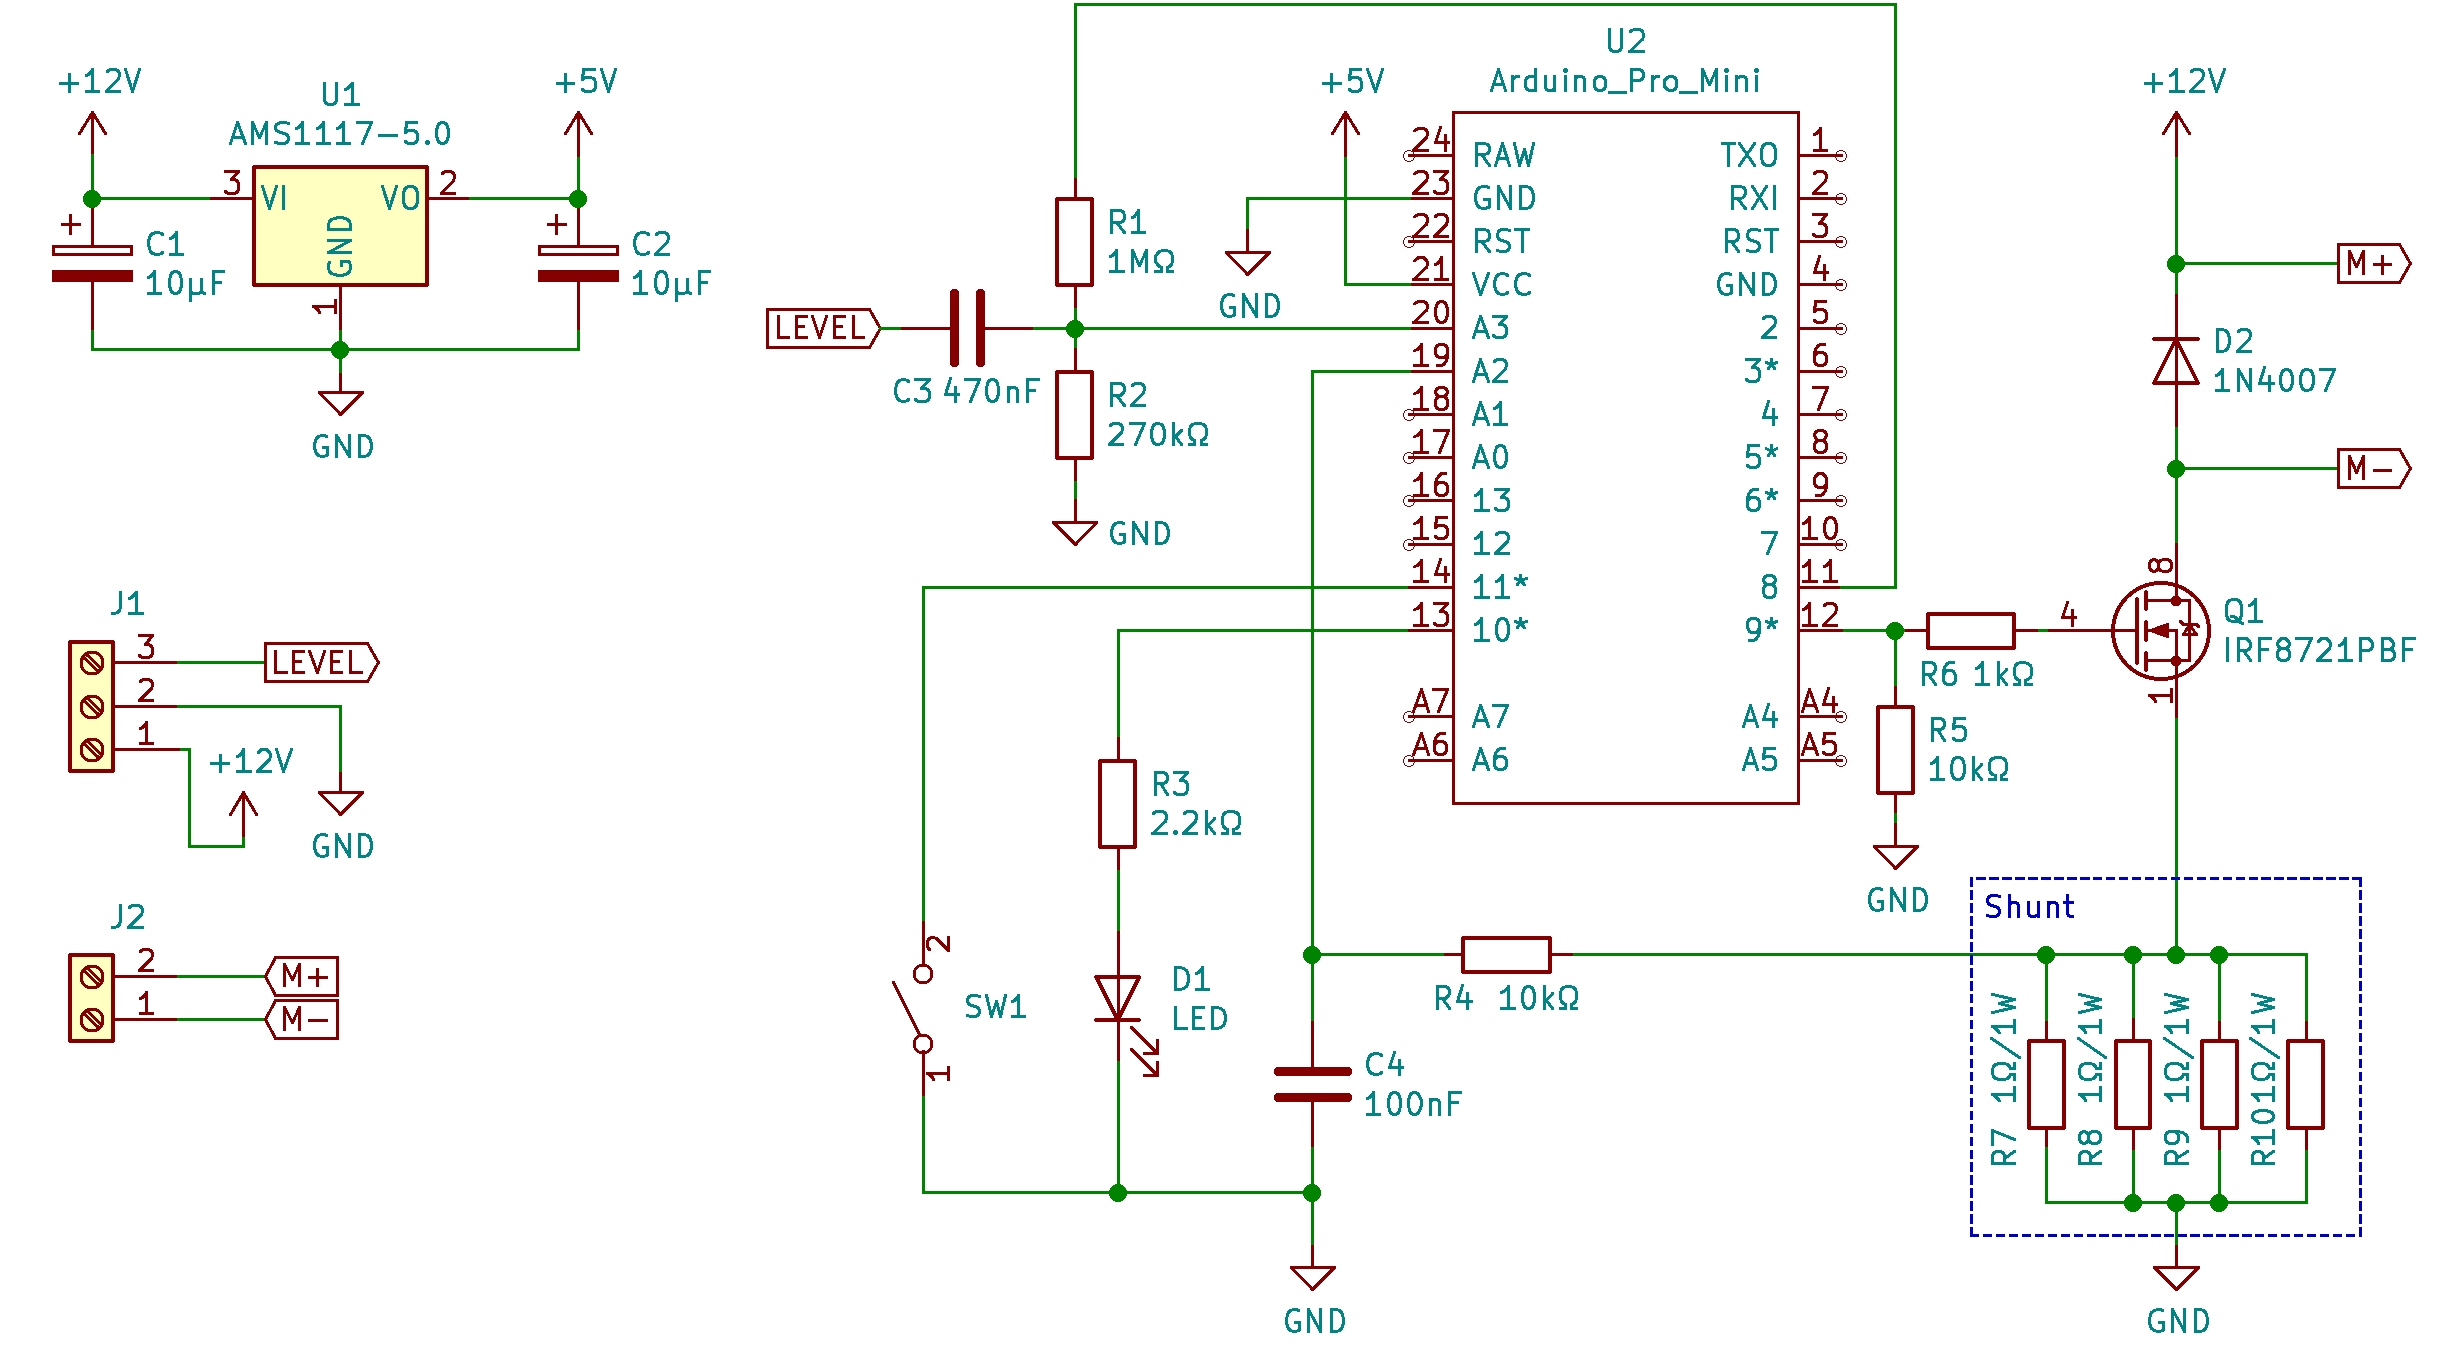 +12V
U1
AMS1117-5.0
+5V
3 VI VO 2
GND
1
+ C1
10µF
+ C2
10µF
GND
J1
3 LEVEL
2
1
+12V
GND
J2
2 M+
1 M-
LEVEL
C3 470nF
R1
1MΩ
R2
270kΩ
GND
GND
+5V
U2
Arduino_Pro_Mini
24 RAW TXO 1
23 GND RXI 2
22 RST RST 3
21 VCC GND 4
20 A3 2 5
19 A2 3* 6
18 A1 4 7
17 A0 5* 8
16 13 6* 9
15 12 7 10
14 11* 8 11
13 10* 9* 12
A7 A7 A4 A4
A6 A6 A5 A5
R3
2.2kΩ
2
SW1
1
D1
LED
C4
100nF
R4 10kΩ
GND
+12V
M+
D2
1N4007
M-
8
4
Q1
IRF8721PBF
1
R6 1kΩ
R5
10kΩ
GND
Shunt
R7 1Ω/1W
R8 1Ω/1W
R9 1Ω/1W
R10 1Ω/1W
GND